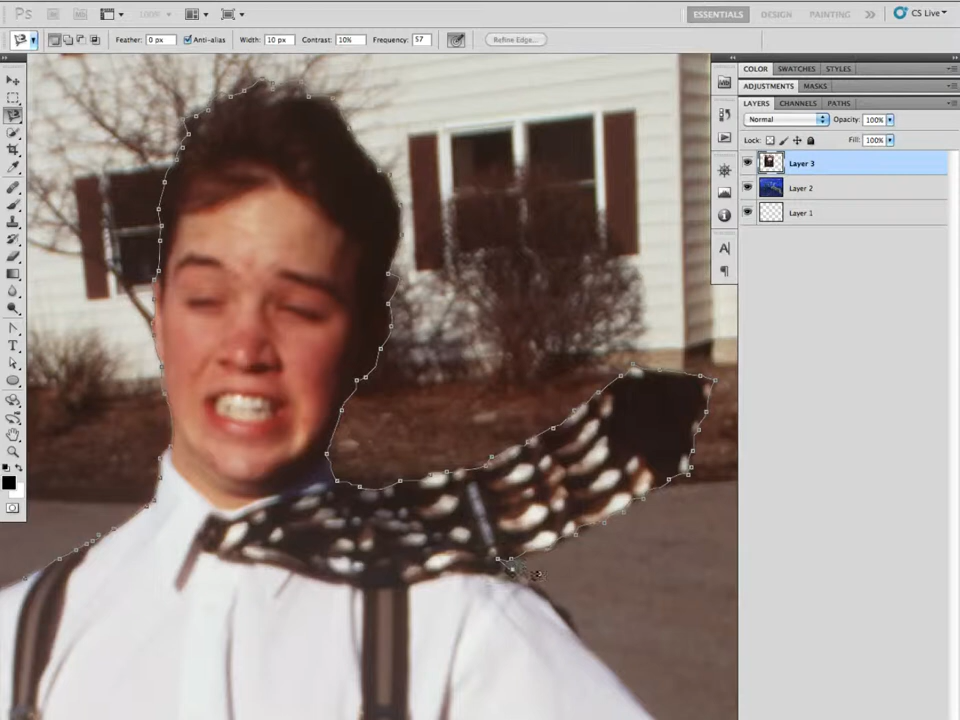 Ps 100% ESSENTIALS DESIGN PAINTING CS Live
Feather: 0 px Anti-alias Width: 10 px Contrast: 10% Frequency: 57 Refine Edge...
COLOR SWATCHES STYLES
ADJUSTMENTS MASKS
LAYERS CHANNELS PATHS
Normal Opacity: 100%
Lock: Fill: 100%
Layer 3
Layer 2
Layer 1